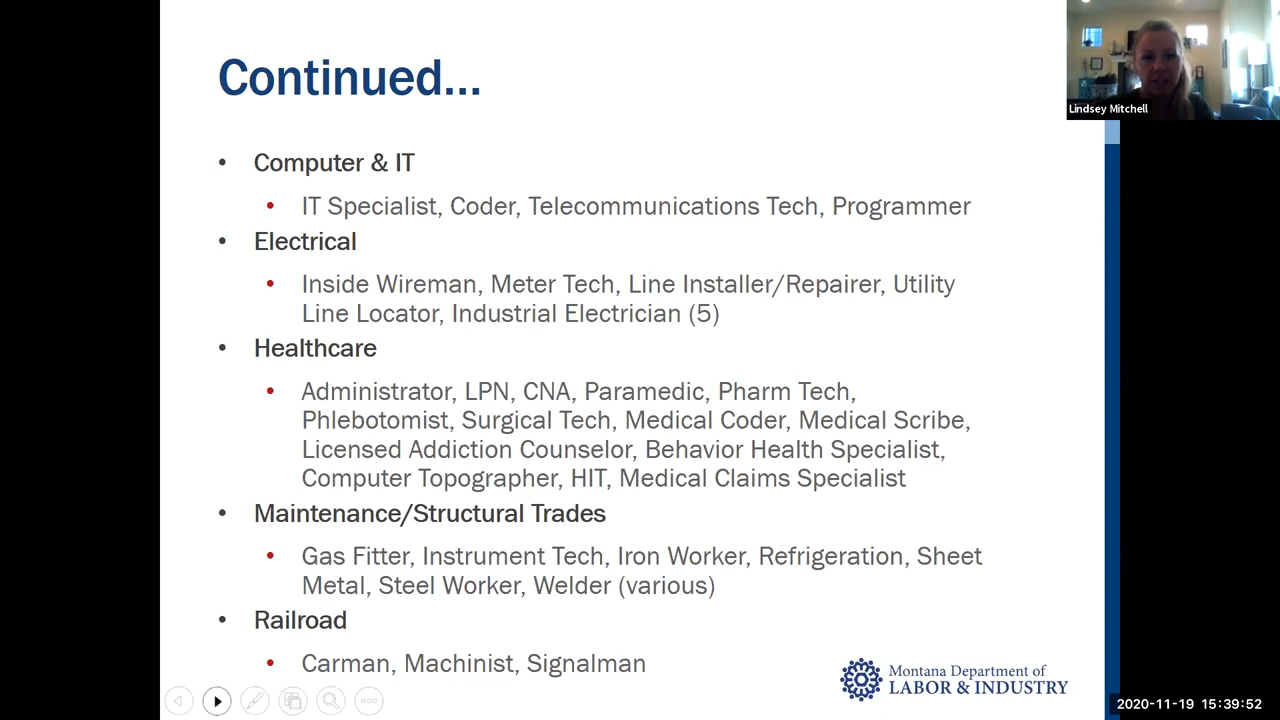 Continued...
Lindsey Mitchell
• Computer & IT
• IT Specialist, Coder, Telecommunications Tech, Programmer
• Electrical
• Inside Wireman, Meter Tech, Line Installer/Repairer, Utility
Line Locator, Industrial Electrician (5)
• Healthcare
• Administrator, LPN, CNA, Paramedic, Pharm Tech,
Phlebotomist, Surgical Tech, Medical Coder, Medical Scribe,
Licensed Addiction Counselor, Behavior Health Specialist,
Computer Topographer, HIT, Medical Claims Specialist
• Maintenance/Structural Trades
• Gas Fitter, Instrument Tech, Iron Worker, Refrigeration, Sheet
Metal, Steel Worker, Welder (various)
• Railroad
• Carman, Machinist, Signalman
Montana Department of
LABOR & INDUSTRY
2020-11-19 15:39:52